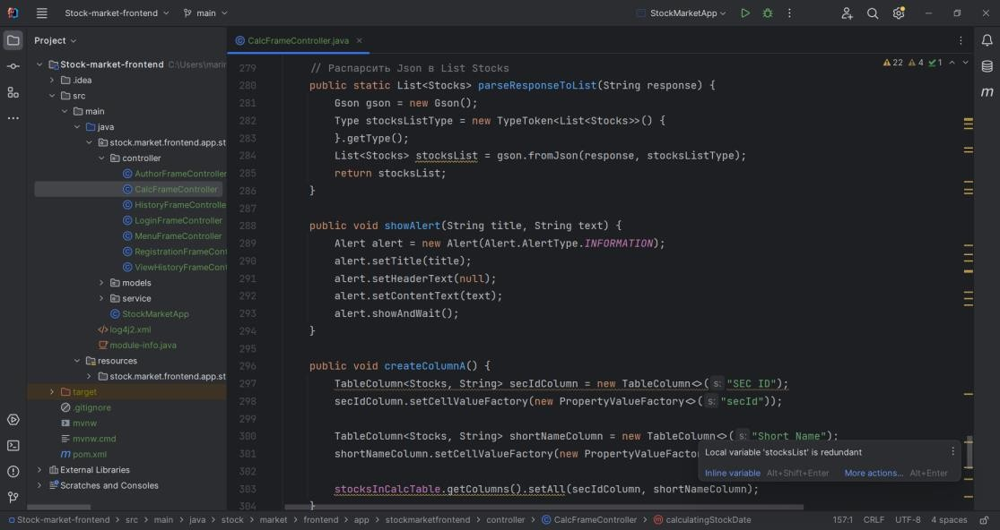 Stock-market-frontend
main
StockMarketApp
Project
CalcFrameController.java
Stock-market-frontend C:\Users\marir
.idea
src
main
java
stock.market.frontend.app.st
controller
AuthorFrameController
CalcFrameController
HistoryFrameControlle
LoginFrameController
MenuFrameController
RegistrationFrameCont
ViewHistoryFrameCont
models
service
StockMarketApp
log4j2.xml
module-info.java
resources
stock.market.frontend.app.st
target
.gitignore
mvnw
mvnw.cmd
pom.xml
External Libraries
Scratches and Consoles
22 4 1
279 // Распарсить Json в List Stocks
280 public static List<Stocks> parseResponseToList(String response) {
281 Gson gson = new Gson();
282 Type stocksListType = new TypeToken<List<Stocks>>() {
283 }.getType();
284 List<Stocks> stocksList = gson.fromJson(response, stocksListType);
285 return stocksList;
286 }
287
288 public void showAlert(String title, String text) {
289 Alert alert = new Alert(Alert.AlertType.INFORMATION);
290 alert.setTitle(title);
291 alert.setHeaderText(null);
292 alert.setContentText(text);
293 alert.showAndWait();
294 }
295
296 public void createColumnA() {
297 TableColumn<Stocks, String> secIdColumn = new TableColumn<>( s: "SEC ID");
298 secIdColumn.setCellValueFactory(new PropertyValueFactory<>( s: "secId"));
299
300 TableColumn<Stocks, String> shortNameColumn = new TableColumn<>( s: "Short Name");
301 shortNameColumn.setCellValueFactory(new PropertyValueFacto
302
303 stocksInCalcTable.getColumns().setAll(secIdColumn, shortNameColumn);
304 }
Local variable 'stocksList' is redundant
Inline variable Alt+Shift+Enter More actions... Alt+Enter
Stock-market-frontend > src > main > java > stock > market > frontend > app > stockmarketfrontend > controller > CalcFrameController > calculatingStockDate
157:1 CRLF UTF-8 4 spaces